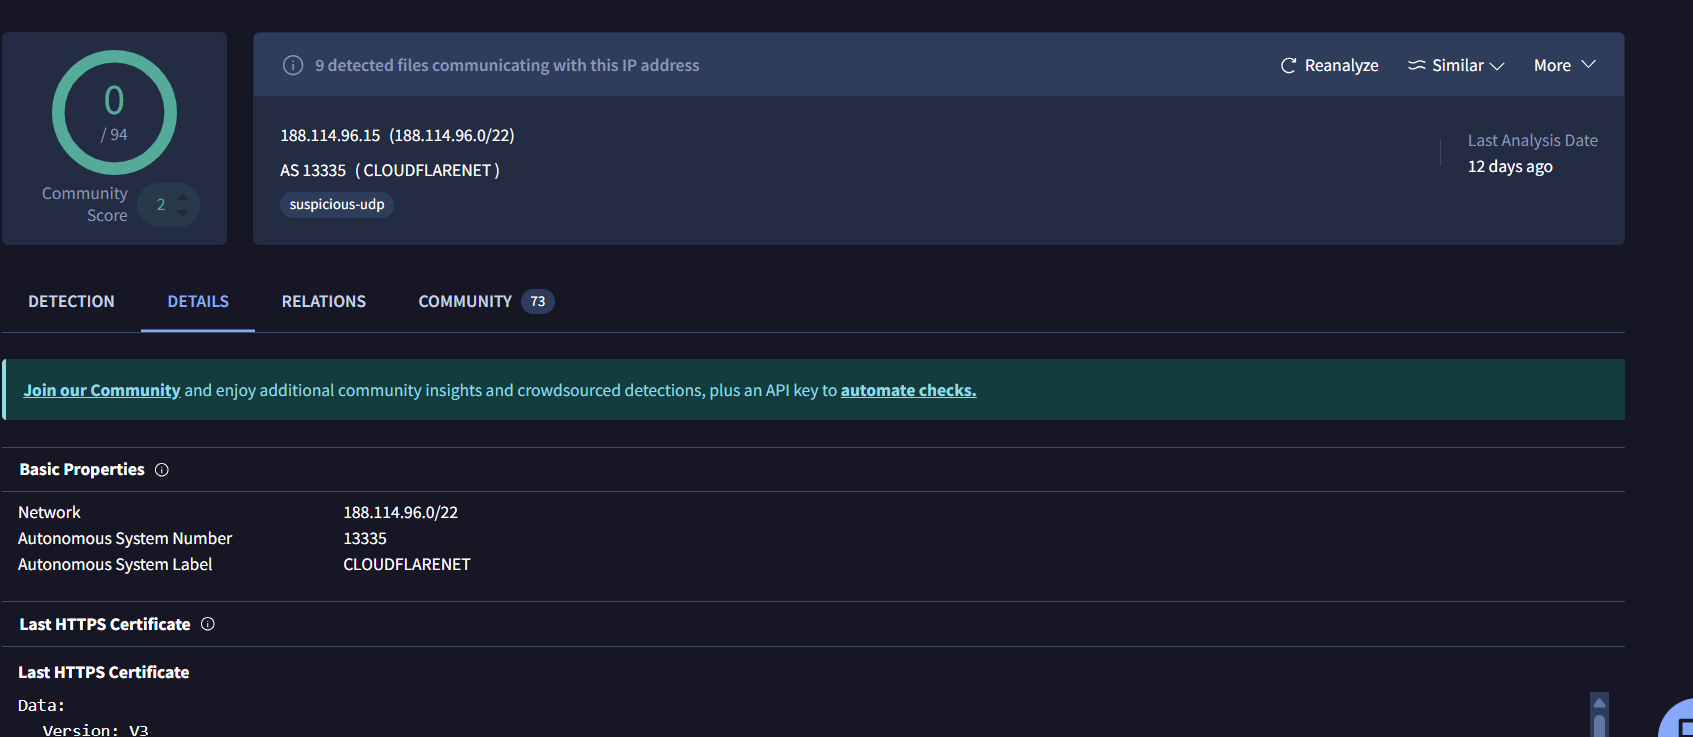 0
/ 94
Community
Score
2
9 detected files communicating with this IP address
Reanalyze
Similar
More
188.114.96.15 (188.114.96.0/22)
AS 13335 ( CLOUDFLARENET )
suspicious-udp
Last Analysis Date
12 days ago
DETECTION
DETAILS
RELATIONS
COMMUNITY 73
Join our Community and enjoy additional community insights and crowdsourced detections, plus an API key to automate checks.
Basic Properties
Network 188.114.96.0/22
Autonomous System Number 13335
Autonomous System Label CLOUDFLARENET
Last HTTPS Certificate
Last HTTPS Certificate
Data:
Version: V3